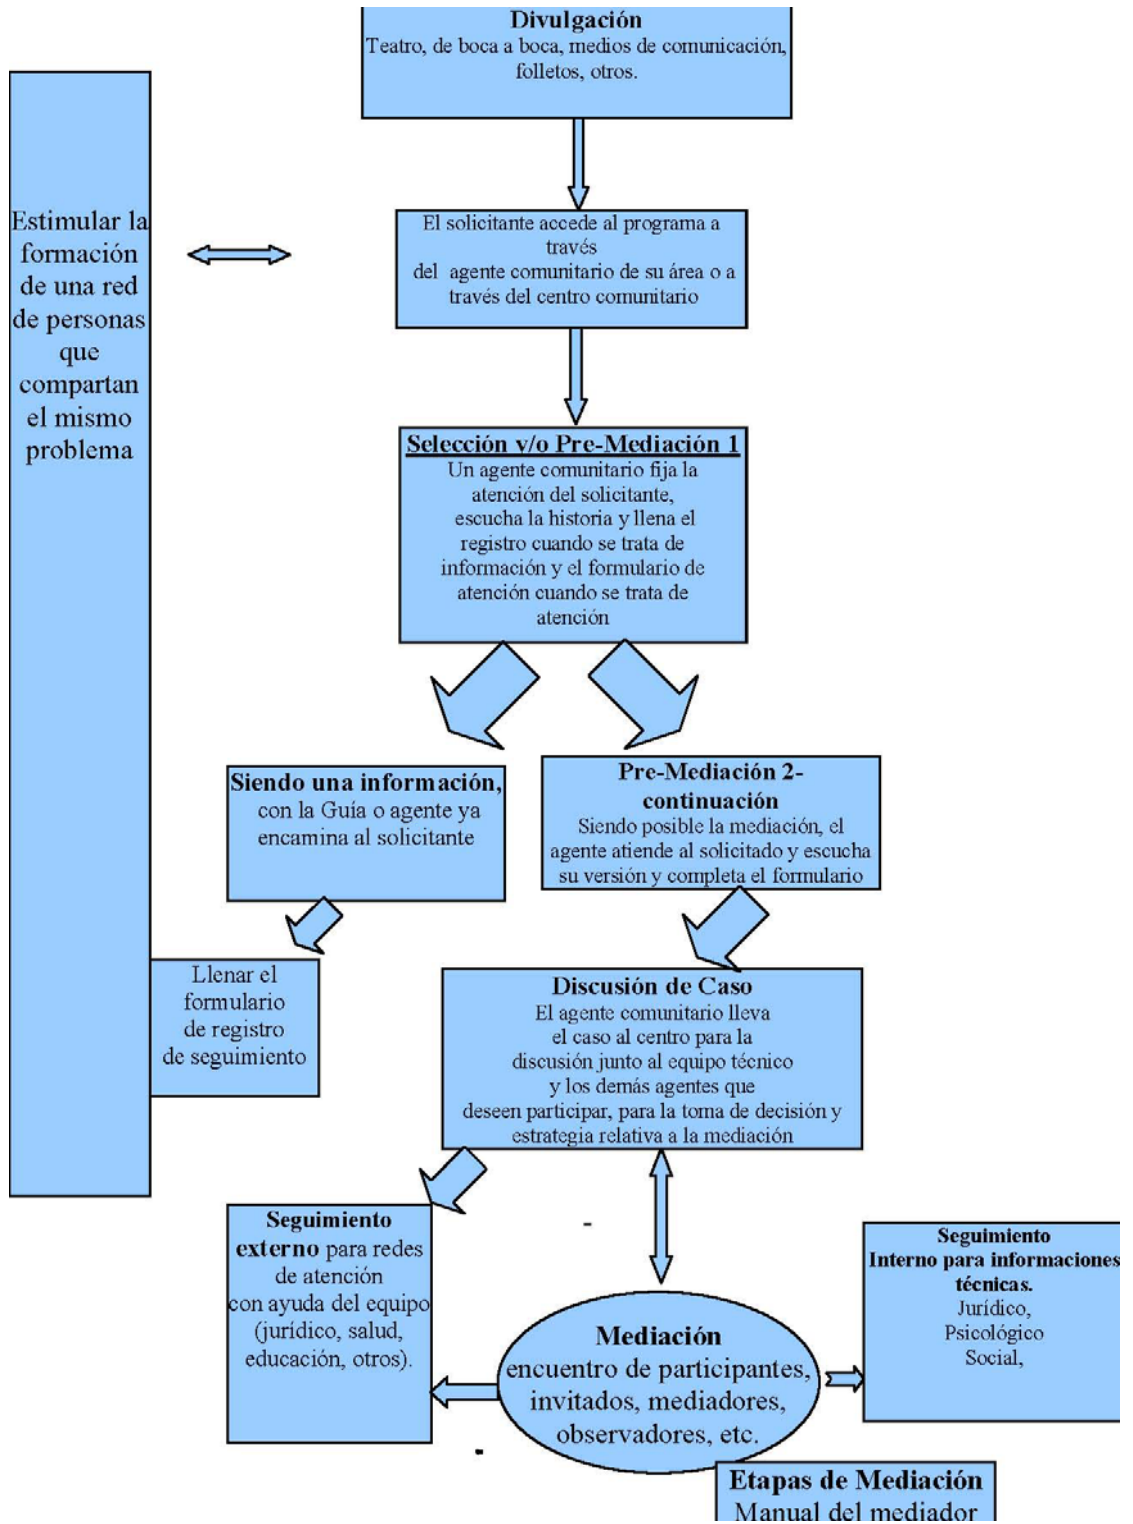 Divulgación
Teatro, de boca a boca, medios de comunicación,
folletos, otros.
Estimular la
formación
de una red
de personas
que
compartan
el mismo
problema
El solicitante accede al programa a
través
del agente comunitario de su área o a
través del centro comunitario
Selección y/o Pre-Mediación 1
Un agente comunitario fija la
atención del solicitante,
escucha la historia y llena el
registro cuando se trata de
información y el formulario de
atención cuando se trata de
atención
Siendo una información,
con la Guía o agente ya
encamina al solicitante
Pre-Mediación 2-
continuación
Siendo posible la mediación, el
agente atiende al solicitado y escucha
su versión y completa el formulario
Llenar el
formulario
de registro
de seguimiento
Discusión de Caso
El agente comunitario lleva
el caso al centro para la
discusión junto al equipo técnico
y los demás agentes que
deseen participar, para la toma de decisión y
estrategia relativa a la mediación
Seguimiento
externo para redes
de atención
con ayuda del equipo
(jurídico, salud,
educación, otros).
Mediación
encuentro de participantes,
invitados, mediadores,
observadores, etc.
Seguimiento
Interno para informaciones
técnicas.
Jurídico,
Psicológico
Social,
Etapas de Mediación
Manual del mediador